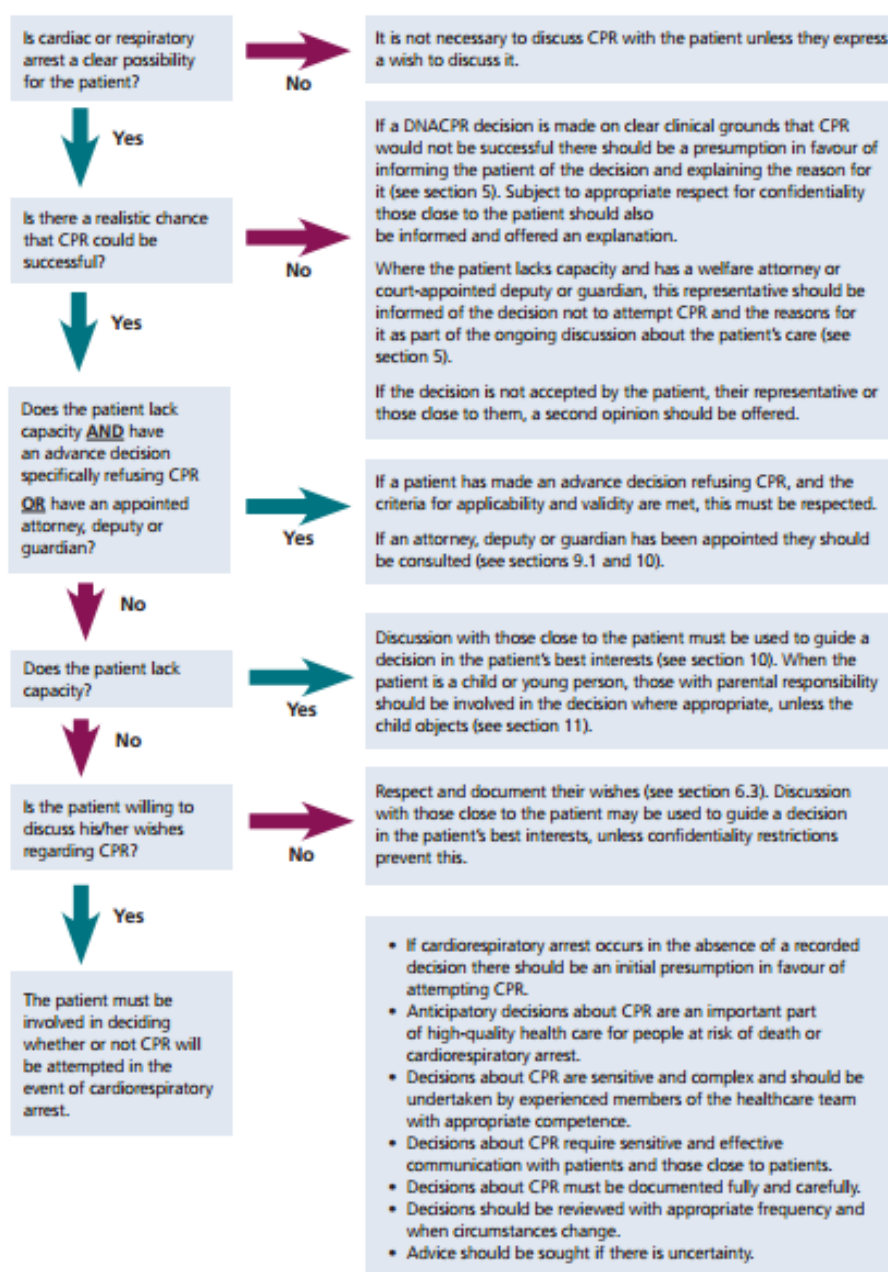 Is cardiac or respiratory
arrest a clear possibility
for the patient?
No
It is not necessary to discuss CPR with the patient unless they express
a wish to discuss it.
Yes
Is there a realistic chance
that CPR could be
successful?
No
If a DNACPR decision is made on clear clinical grounds that CPR
would not be successful there should be a presumption in favour of
informing the patient of the decision and explaining the reason for
it (see section 5). Subject to appropriate respect for confidentiality
those close to the patient should also
be informed and offered an explanation.
Where the patient lacks capacity and has a welfare attorney or
court-appointed deputy or guardian, this representative should be
informed of the decision not to attempt CPR and the reasons for
it as part of the ongoing discussion about the patient's care (see
section 5).
If the decision is not accepted by the patient, their representative or
those close to them, a second opinion should be offered.
Yes
Does the patient lack
capacity AND have
an advance decision
specifically refusing CPR
OR have an appointed
attorney, deputy or
guardian?
Yes
If a patient has made an advance decision refusing CPR, and the
criteria for applicability and validity are met, this must be respected.
If an attorney, deputy or guardian has been appointed they should
be consulted (see sections 9.1 and 10).
No
Does the patient lack
capacity?
Yes
Discussion with those close to the patient must be used to guide a
decision in the patient's best interests (see section 10). When the
patient is a child or young person, those with parental responsibility
should be involved in the decision where appropriate, unless the
child objects (see section 11).
No
Is the patient willing to
discuss his/her wishes
regarding CPR?
No
Respect and document their wishes (see section 6.3). Discussion
with those close to the patient may be used to guide a decision
in the patient's best interests, unless confidentiality restrictions
prevent this.
Yes
The patient must be
involved in deciding
whether or not CPR will
be attempted in the
event of cardiorespiratory
arrest.
• If cardiorespiratory arrest occurs in the absence of a recorded
decision there should be an initial presumption in favour of
attempting CPR.
• Anticipatory decisions about CPR are an important part
of high-quality health care for people at risk of death or
cardiorespiratory arrest.
• Decisions about CPR are sensitive and complex and should be
undertaken by experienced members of the healthcare team
with appropriate competence.
• Decisions about CPR require sensitive and effective
communication with patients and those close to patients.
• Decisions about CPR must be documented fully and carefully.
• Decisions should be reviewed with appropriate frequency and
when circumstances change.
• Advice should be sought if there is uncertainty.